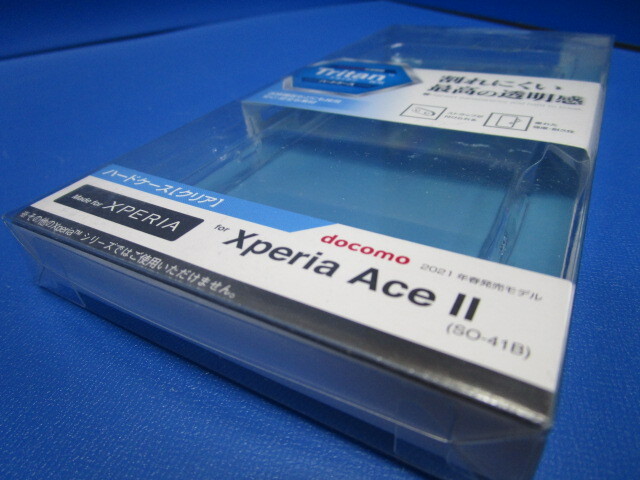 Tritan
割れにくい
最高の透明感
ハードケース[クリア]
Made for XPERIA
※その他のXperia™シリーズではご使用いただけません。
for
docomo
2021年春発売モデル
Xperia Ace II
(SO-41B)